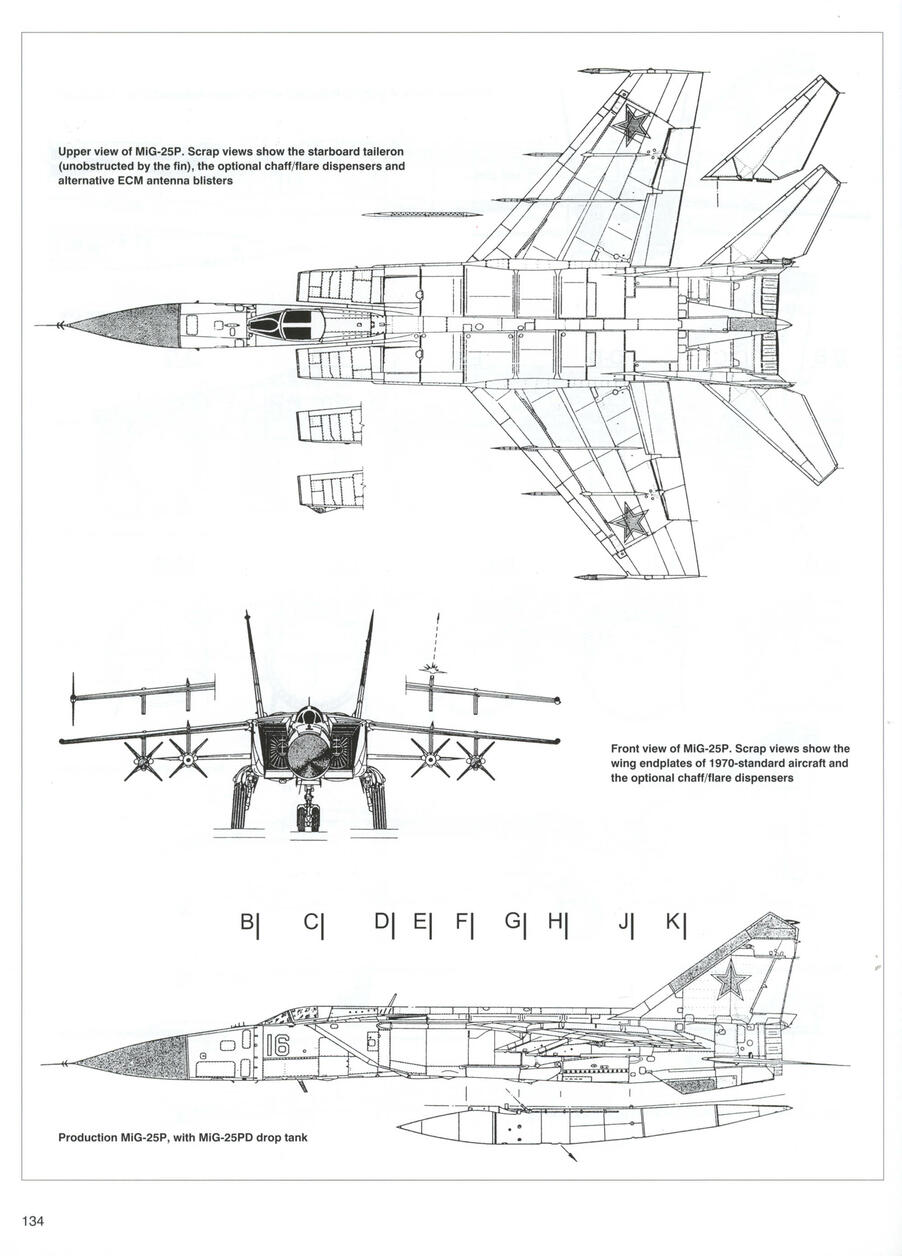 Upper view of MiG-25P. Scrap views show the starboard taileron
(unobstructed by the fin), the optional chaff/flare dispensers and
alternative ECM antenna blisters
Front view of MiG-25P. Scrap views show the
wing endplates of 1970-standard aircraft and
the optional chaff/flare dispensers
B C D E F G H J K
16
Production MiG-25P, with MiG-25PD drop tank
134